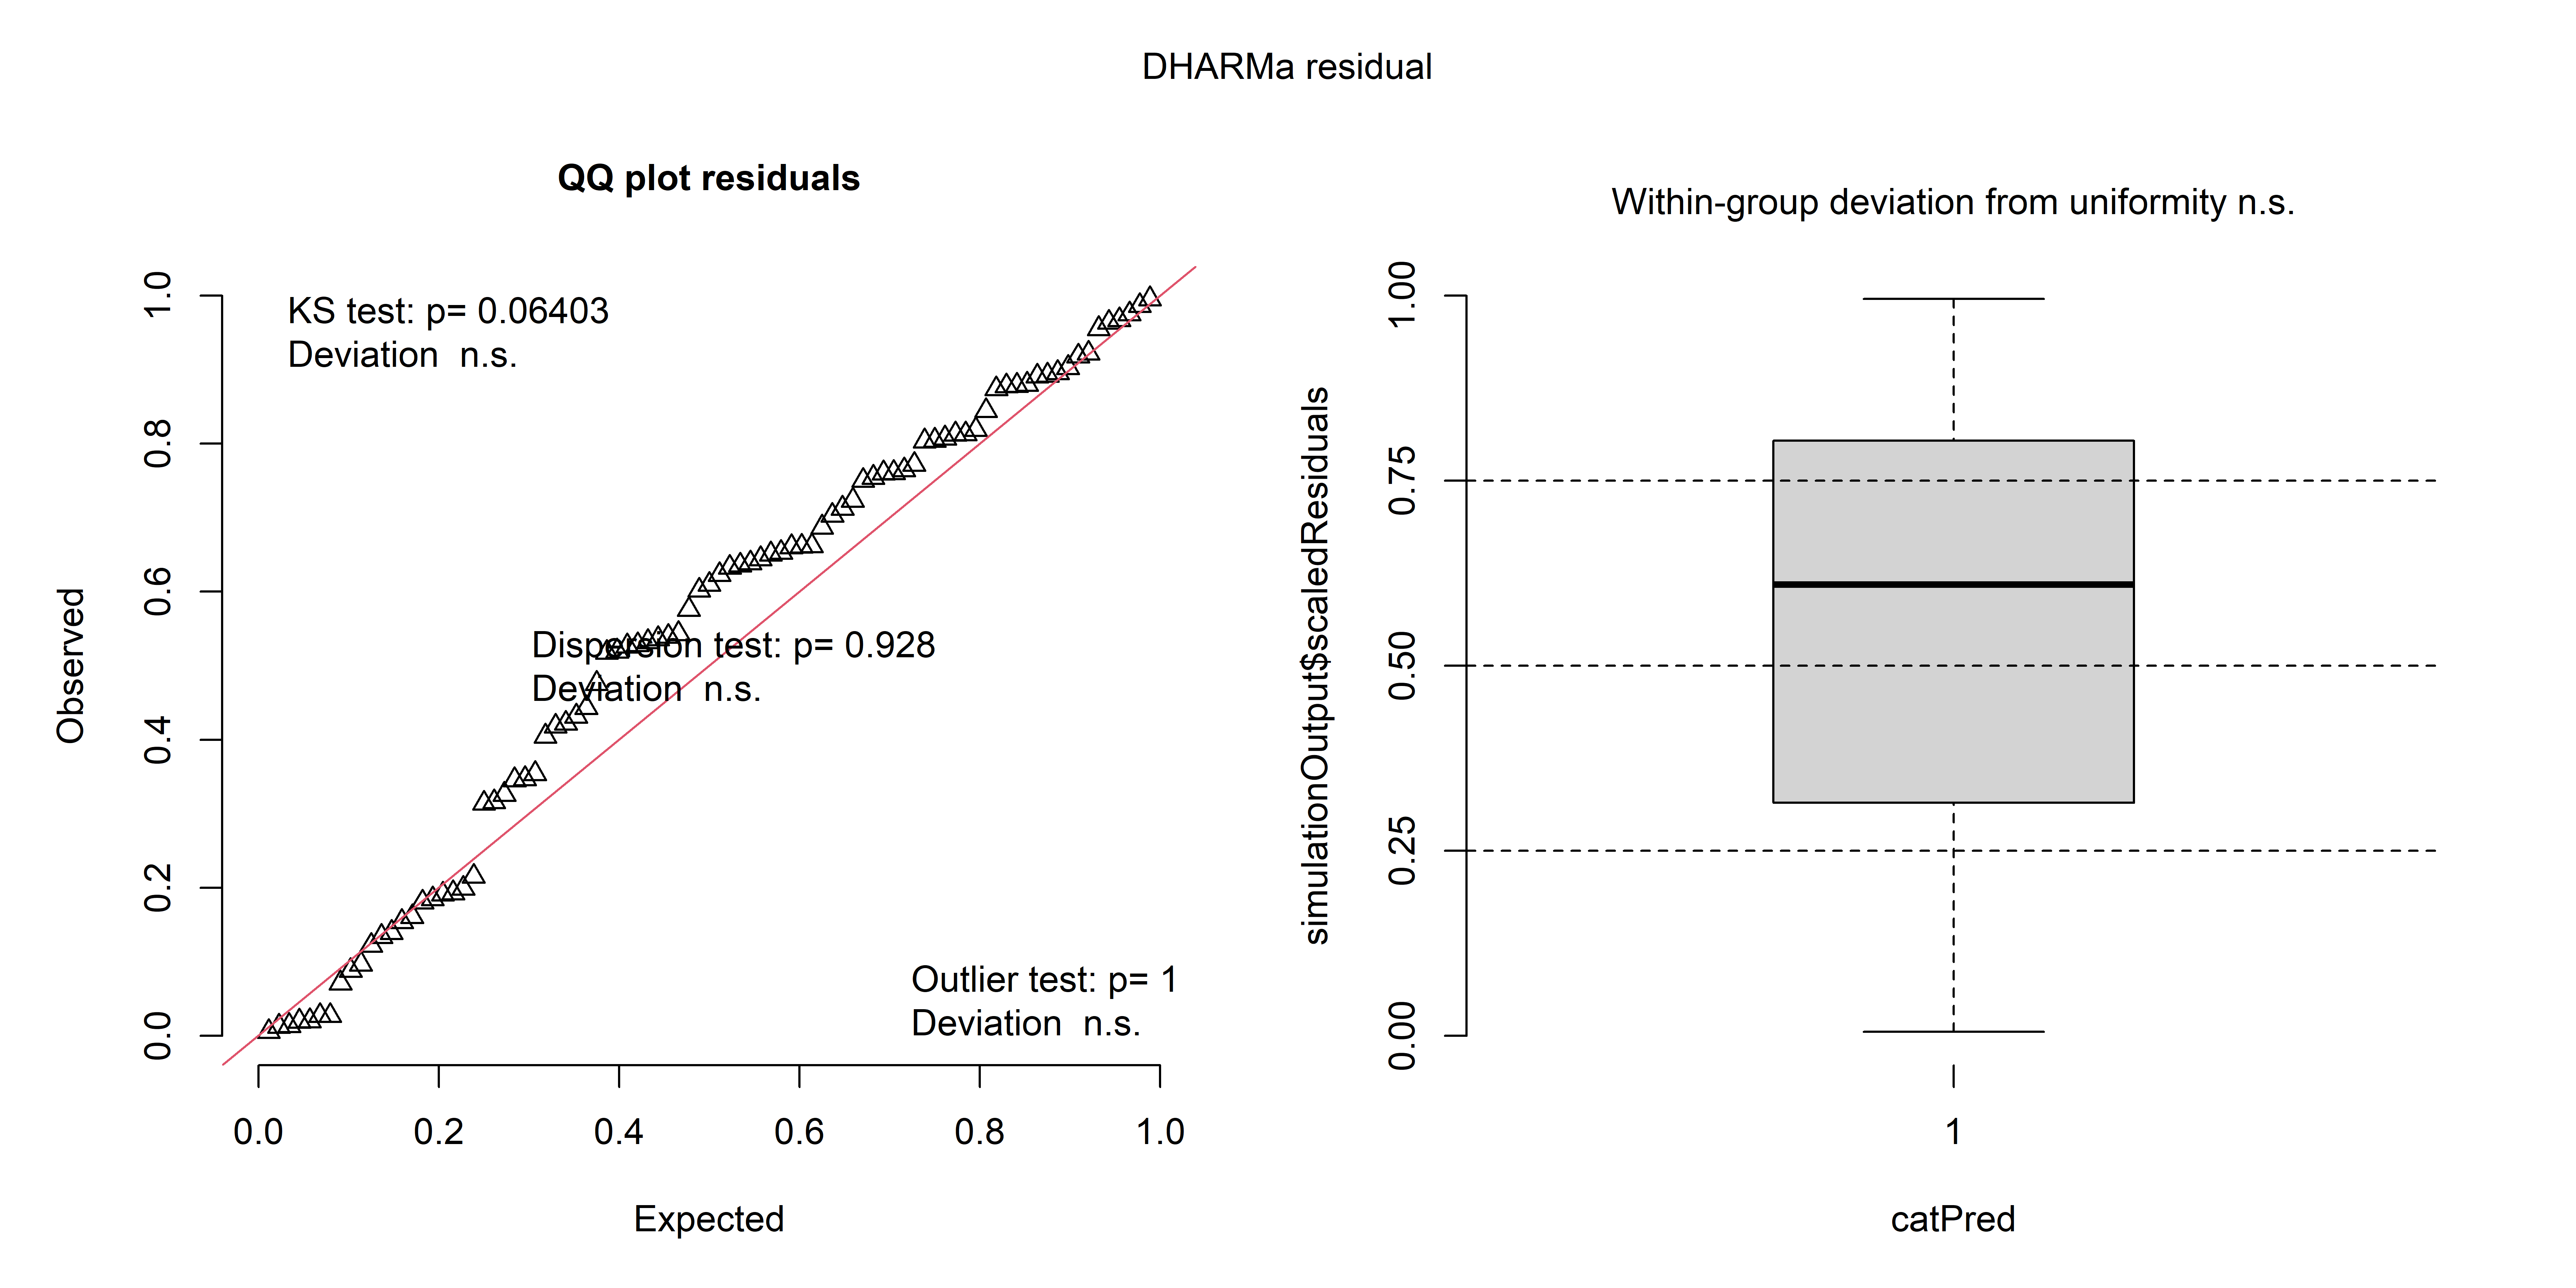 DHARMa residual
QQ plot residuals
KS test: p= 0.06403
Deviation  n.s.
Dispersion test: p= 0.928
Deviation  n.s.
Outlier test: p= 1
Deviation  n.s.
Observed
0.0
0.2
0.4
0.6
0.8
1.0
0.0 0.2 0.4 0.6 0.8 1.0
Expected
Within-group deviation from uniformity n.s.
simulationOutput$scaledResiduals
0.00
0.25
0.50
0.75
1.00
1
catPred